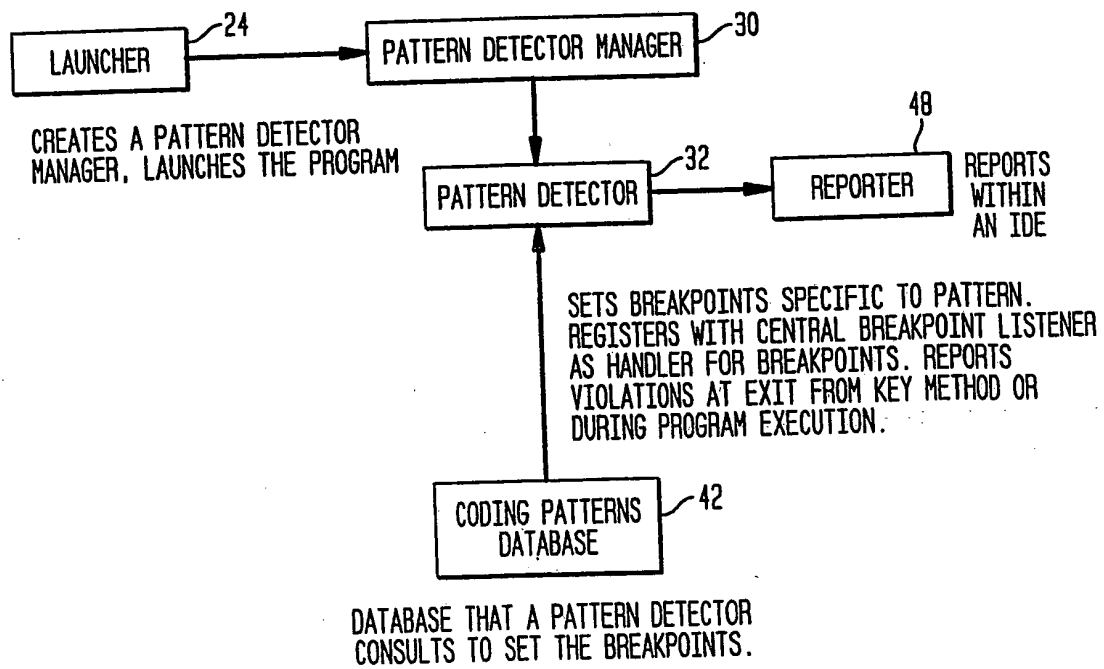 24
30
LAUNCHER
PATTERN DETECTOR MANAGER
CREATES A PATTERN DETECTOR
MANAGER, LAUNCHES THE PROGRAM
48
32
PATTERN DETECTOR
REPORTER
REPORTS
WITHIN
AN IDE
SETS BREAKPOINTS SPECIFIC TO PATTERN.
REGISTERS WITH CENTRAL BREAKPOINT LISTENER
AS HANDLER FOR BREAKPOINTS. REPORTS
VIOLATIONS AT EXIT FROM KEY METHOD OR
DURING PROGRAM EXECUTION.
42
CODING PATTERNS
DATABASE
DATABASE THAT A PATTERN DETECTOR
CONSULTS TO SET THE BREAKPOINTS.